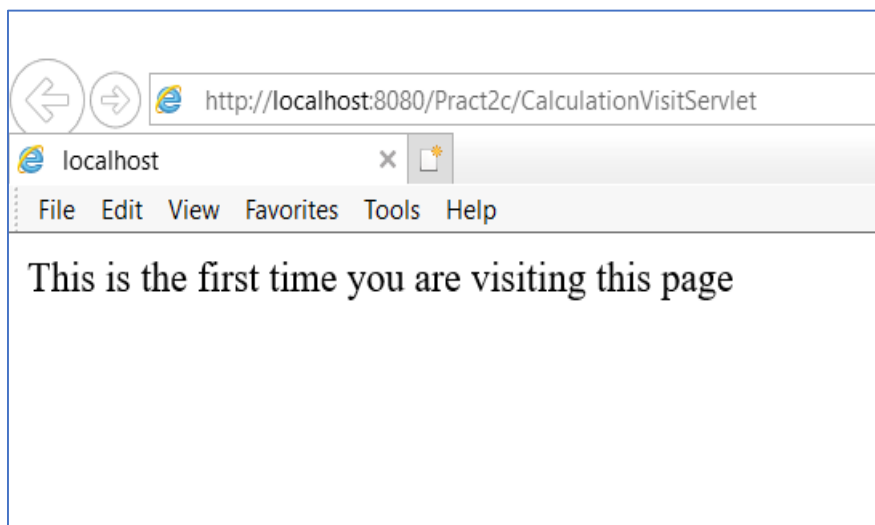 http://localhost:8080/Pract2c/CalculationVisitServlet
localhost
File Edit View Favorites Tools Help
This is the first time you are visiting this page